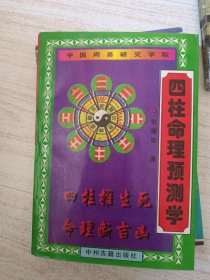 中国周易研究学院
四柱命理预测学
著
四柱推生死
命理断吉凶
中州古籍出版社